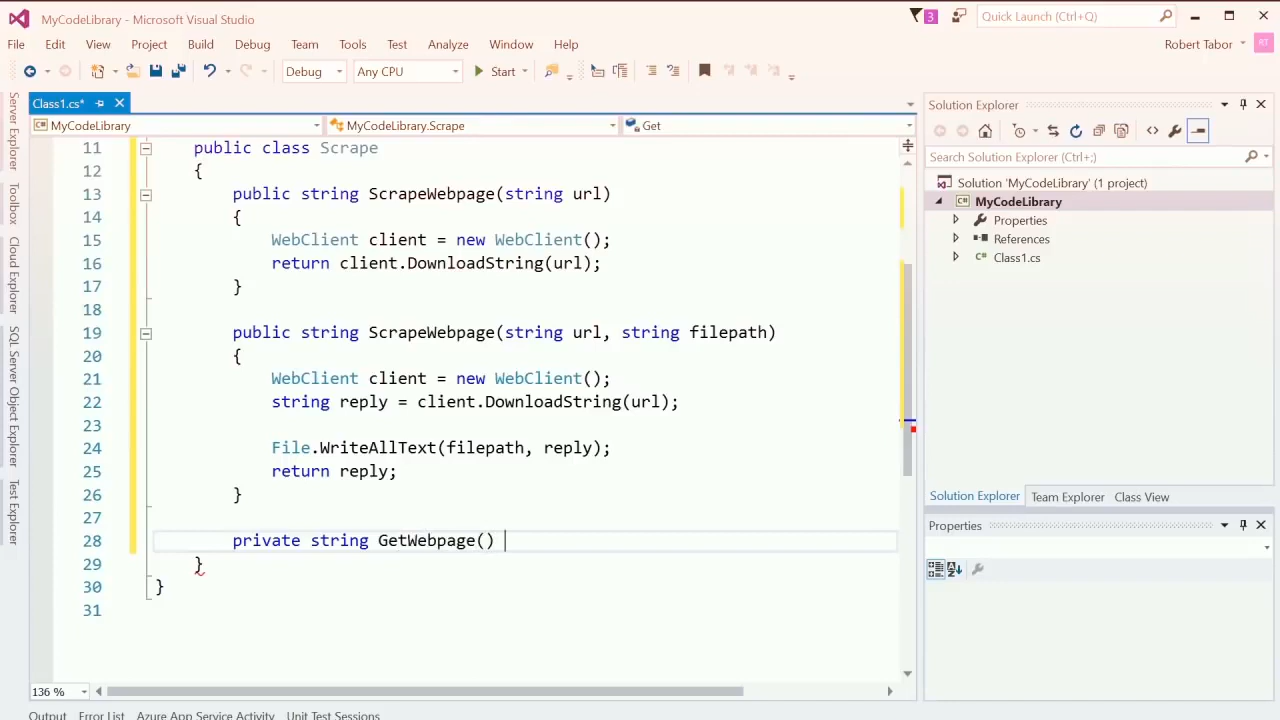 MyCodeLibrary - Microsoft Visual Studio
3
Quick Launch (Ctrl+Q)
File Edit View Project Build Debug Team Tools Test Analyze Window Help
Robert Tabor RT
Debug Any CPU Start
Class1.cs*
MyCodeLibrary MyCodeLibrary.Scrape Get
Server Explorer
Toolbox
Cloud Explorer
SQL Server Object Explorer
Test Explorer
11 public class Scrape
12 {
13 public string ScrapeWebpage(string url)
14 {
15 WebClient client = new WebClient();
16 return client.DownloadString(url);
17 }
18
19 public string ScrapeWebpage(string url, string filepath)
20 {
21 WebClient client = new WebClient();
22 string reply = client.DownloadString(url);
23
24 File.WriteAllText(filepath, reply);
25 return reply;
26 }
27
28 private string GetWebpage()
29 }
30 }
31
136 %
Solution Explorer
Search Solution Explorer (Ctrl+;)
Solution 'MyCodeLibrary' (1 project)
MyCodeLibrary
Properties
References
Class1.cs
Solution Explorer Team Explorer Class View
Properties
Output Error List Azure App Service Activity Unit Test Sessions